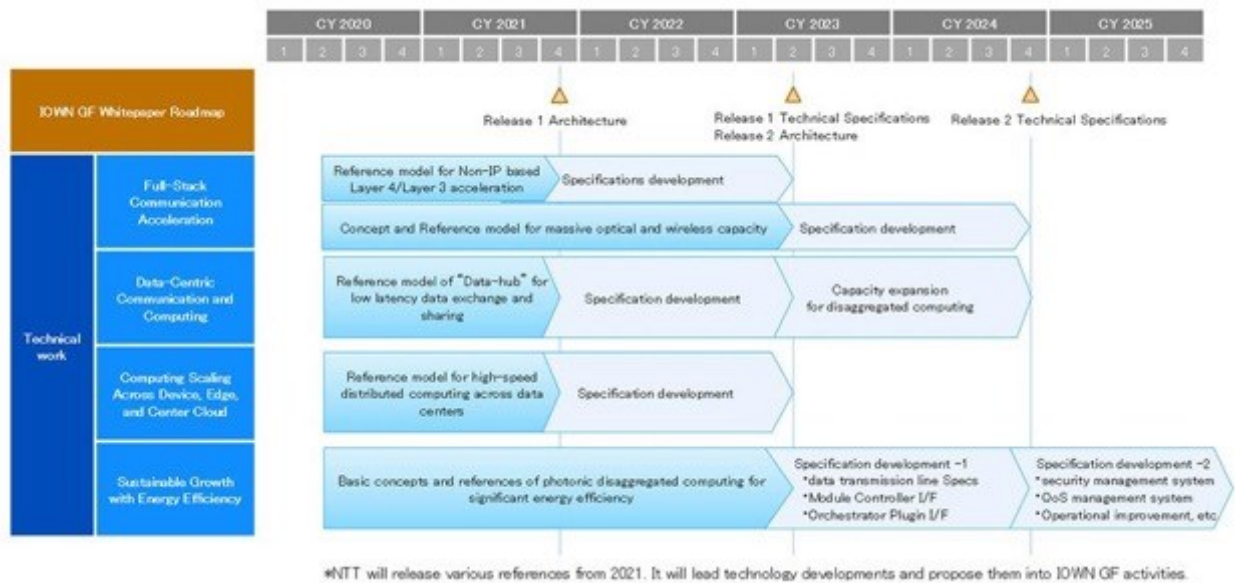 CY 2020 CY 2021 CY 2022 CY 2023 CY 2024 CY 2025
1 2 3 4 1 2 3 4 1 2 3 4 1 2 3 4 1 2 3 4 1 2 3 4
IOWN GF Whitepaper Roadmap
Release 1 Architecture
Release 1 Technical Specifications
Release 2 Architecture
Release 2 Technical Specifications
Technical
work
Full-Stack
Communication
Acceleration
Reference model for Non-IP based
Layer 4/Layer 3 acceleration
Specifications development
Concept and Reference model for massive optical and wireless capacity
Specification development
Data-Centric
Communication and
Computing
Reference model of "Data-hub" for
low latency data exchange and
sharing
Specification development
Capacity expansion
for disaggregated computing
Computing Scaling
Across Device, Edge,
and Center Cloud
Reference model for high-speed
distributed computing across data
centers
Specification development
Sustainable Growth
with Energy Efficiency
Basic concepts and references of photonic disaggregated computing for
significant energy efficiency
Specification development -1
*data transmission line Specs
*Module Controller I/F
*Orchestrator Plugin I/F
Specification development -2
*security management system
*QoS management system
*Operational improvement, etc
*NTT will release various references from 2021. It will lead technology developments and propose them into IOWN GF activities.